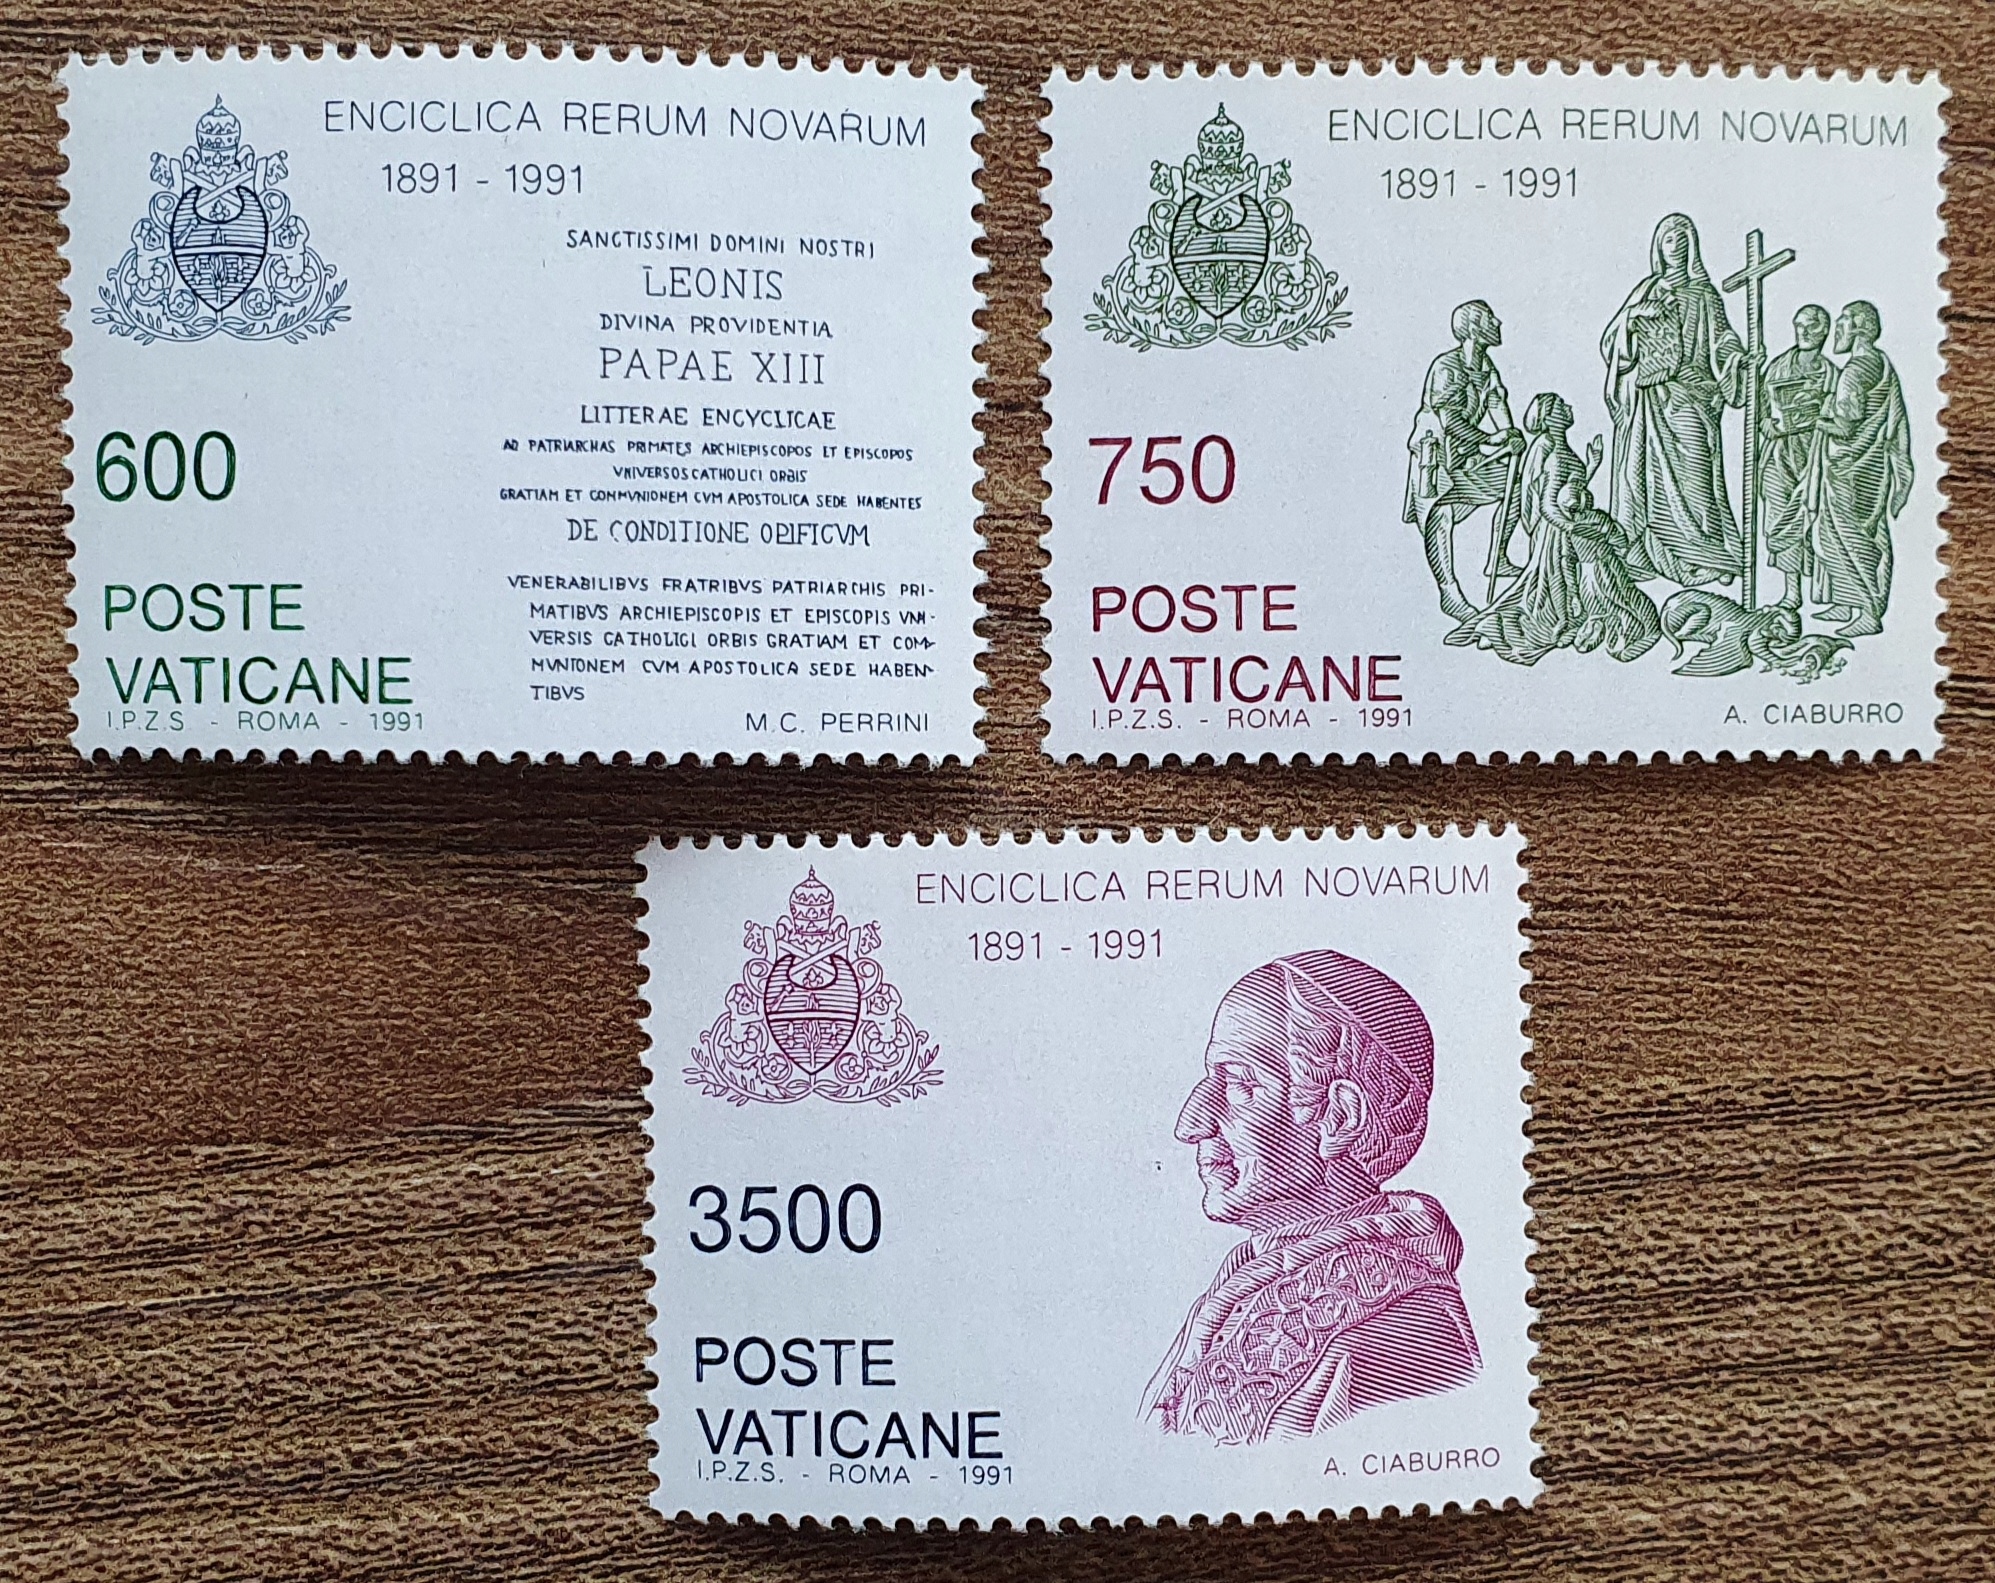 ENCICLICA RERUM NOVARUM
1891 - 1991
SANCTISSIMI DOMINI NOSTRI
LEONIS
DIVINA PROVIDENTIA
PAPAE XIII
LITTERAE ENCYCLICAE
AD PATRIARCHAS PRIMATES ARCHIEPISCOPOS ET EPISCOPOS
VNIVERSOS CATHOLICI ORBIS
GRATIAM ET COMMVNIONEM CVM APOSTOLICA SEDE HABENTES
DE CONDITIONE OPIFICVM
VENERABILIBVS FRATRIBVS PATRIARCHIS PRI-
MATIBVS ARCHIEPISCOPIS ET EPISCOPIS VNI-
VERSIS CATHOLICI ORBIS GRATIAM ET COM-
MVNIONEM CVM APOSTOLICA SEDE HABEN-
TIBVS
600
POSTE
VATICANE
I.P.Z.S. - ROMA - 1991
M.C. PERRINI
ENCICLICA RERUM NOVARUM
1891 - 1991
750
POSTE
VATICANE
I.P.Z.S. - ROMA - 1991
A. CIABURRO
ENCICLICA RERUM NOVARUM
1891 - 1991
3500
POSTE
VATICANE
I.P.Z.S. - ROMA - 1991
A. CIABURRO